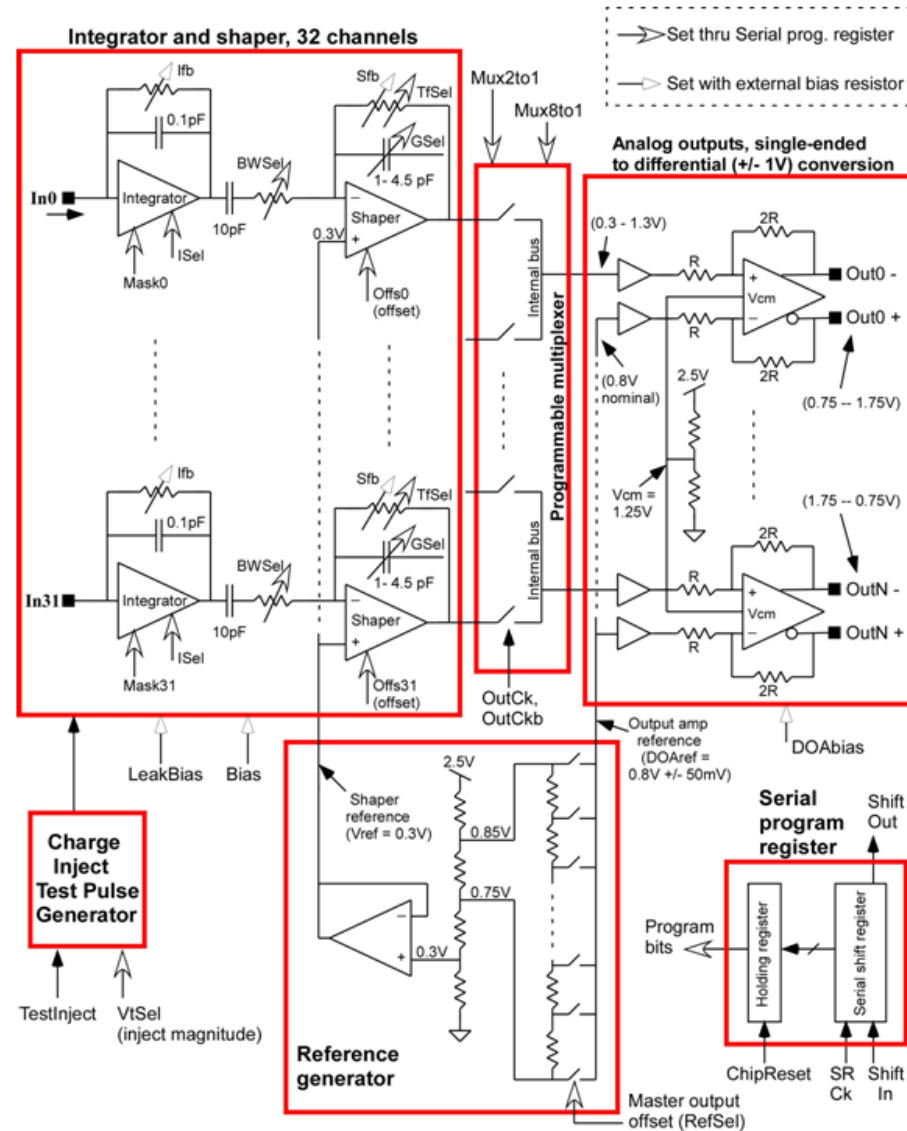 Integrator and shaper, 32 channels
Set thru Serial prog. register
Set with external bias resistor
Ifb
0.1pF
In0
Integrator
BWSel
10pF
ISel
Mask0
Sfb
TfSel
GSel
1- 4.5 pF
Shaper
0.3V
-
+
Offs0
(offset)
Mux2to1
Mux8to1
Internal bus
Programmable multiplexer
Analog outputs, single-ended
to differential (+/- 1V) conversion
(0.3 - 1.3V)
2R
R
+
Out0 -
Vcm
R
-
Out0 +
2R
(0.8V
nominal)
2.5V
(0.75 -- 1.75V)
Vcm =
1.25V
(1.75 -- 0.75V)
Ifb
0.1pF
In31
Integrator
BWSel
10pF
ISel
Mask31
Sfb
TfSel
GSel
1- 4.5 pF
Shaper
-
+
Offs31
(offset)
Internal bus
OutCk,
OutCkb
2R
R
+
OutN -
Vcm
R
-
OutN +
2R
LeakBias
Bias
DOAbias
Output amp
reference
(DOAref =
0.8V +/- 50mV)
Shaper
reference
(Vref = 0.3V)
2.5V
0.85V
0.75V
0.3V
-
+
Reference
generator
Master output
offset (RefSel)
Charge
Inject
Test Pulse
Generator
TestInject
VtSel
(inject magnitude)
Serial
program
register
Shift
Out
Program
bits
Holding register
Serial shift register
ChipReset
SR
Ck
Shift
In